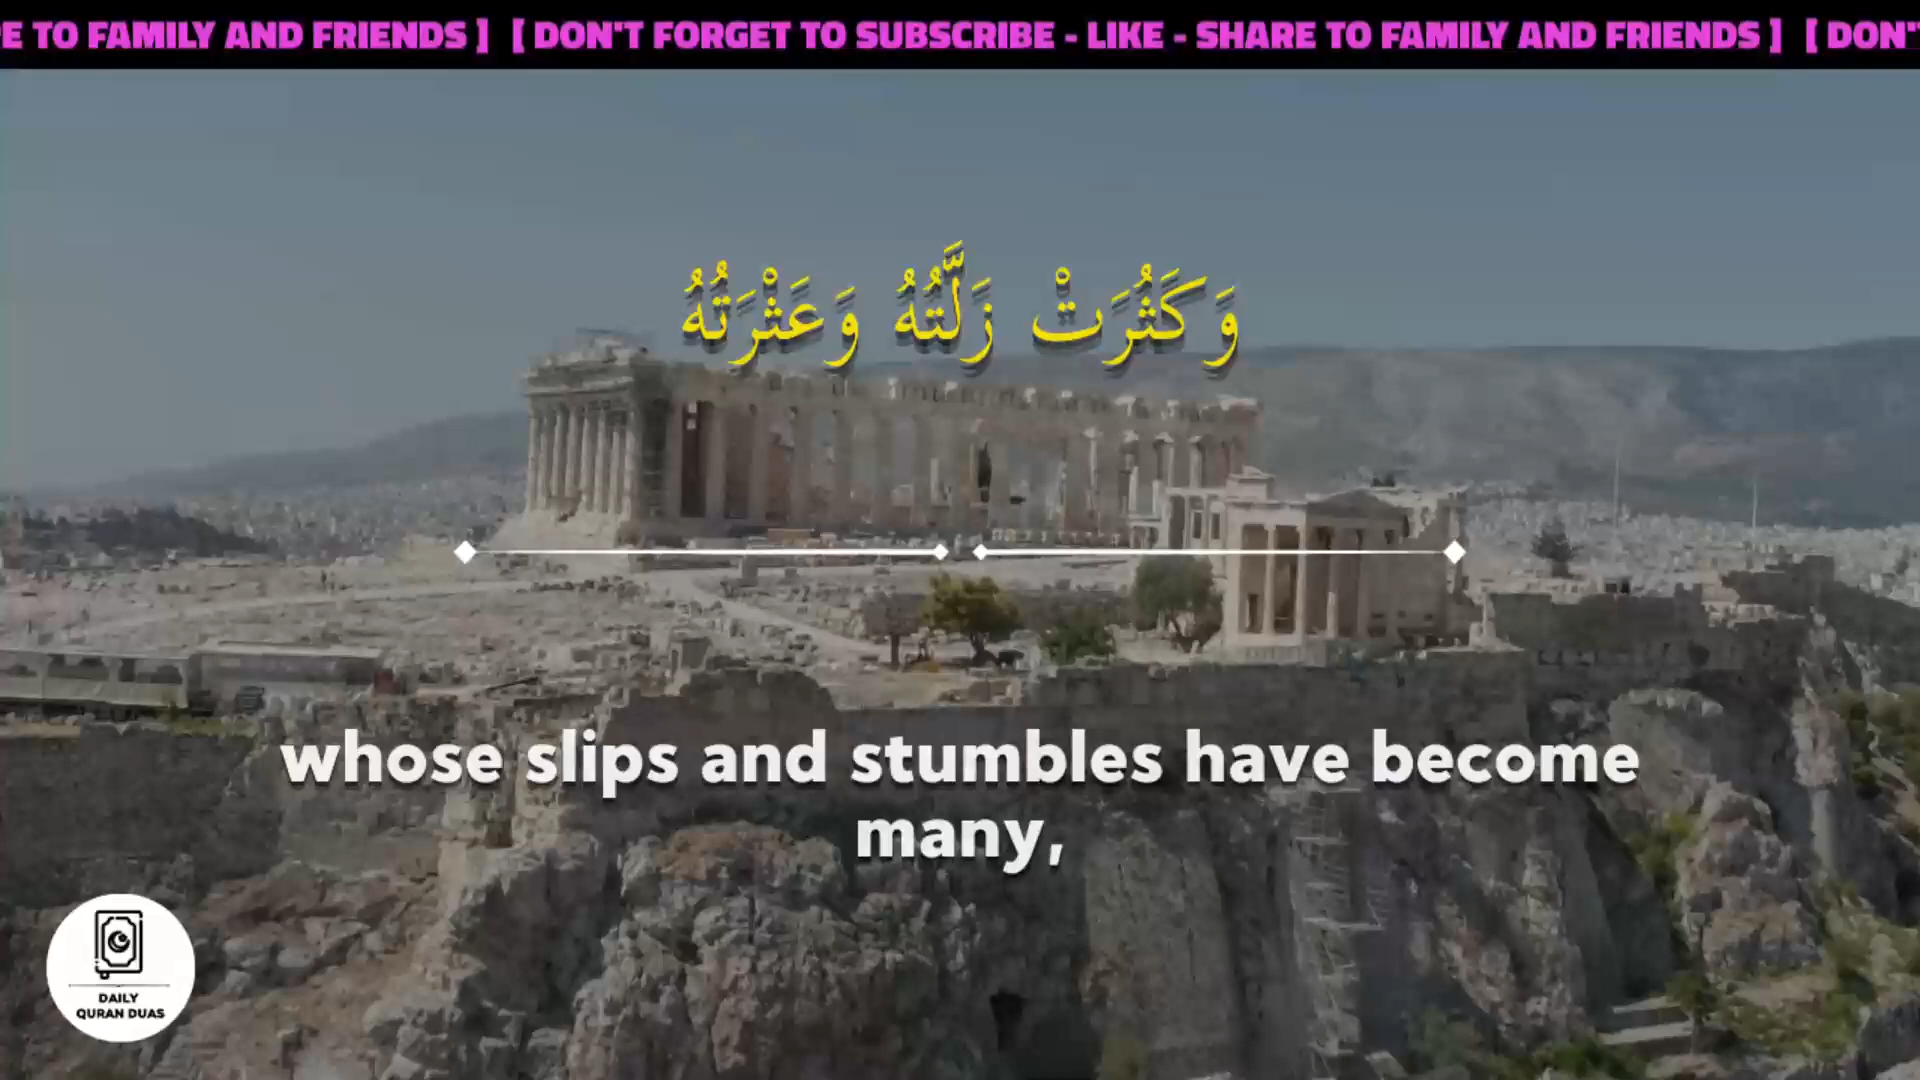 E TO FAMILY AND FRIENDS ] [ DON'T FORGET TO SUBSCRIBE - LIKE - SHARE TO FAMILY AND FRIENDS ] [ DON'
وَكَثُرَتْ زَلَّتُهُ وَعَثْرَتُهُ
whose slips and stumbles have become
many,
DAILY
QURAN DUAS